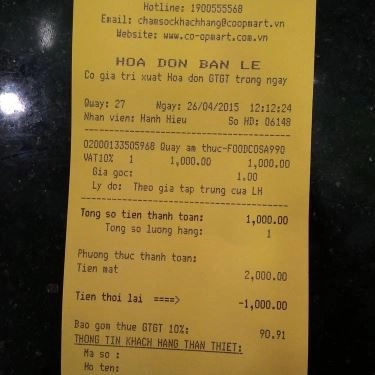 Hotline: 1900555568
Email: chamsockhachhang@coopmart.vn
Website: www.co-opmart.com.vn
HOA DON BAN LE
Co gia tri xuat Hoa don GTGT trong ngay
Quay: 27 Ngay: 26/04/2015 12:12:24
Nhan vien: Hanh Hieu So HD: 06148
02000133505968 Quay am thuc-FOODCOSA990
VAT10% 1 1,000.00 1,000.00
Gia goc: 1.00
Ly do: Theo gia tap trung cua LH
Tong so tien thanh toan: 1,000.00
Tong so luong hang: 1
Phuong thuc thanh toan:
Tien mat 2,000.00
Tien thoi lai ====> -1,000.00
Bao gom thue GTGT 10%: 90.91
THONG TIN KHACH HANG THAN THIET:
Ma so :
Ho ten: